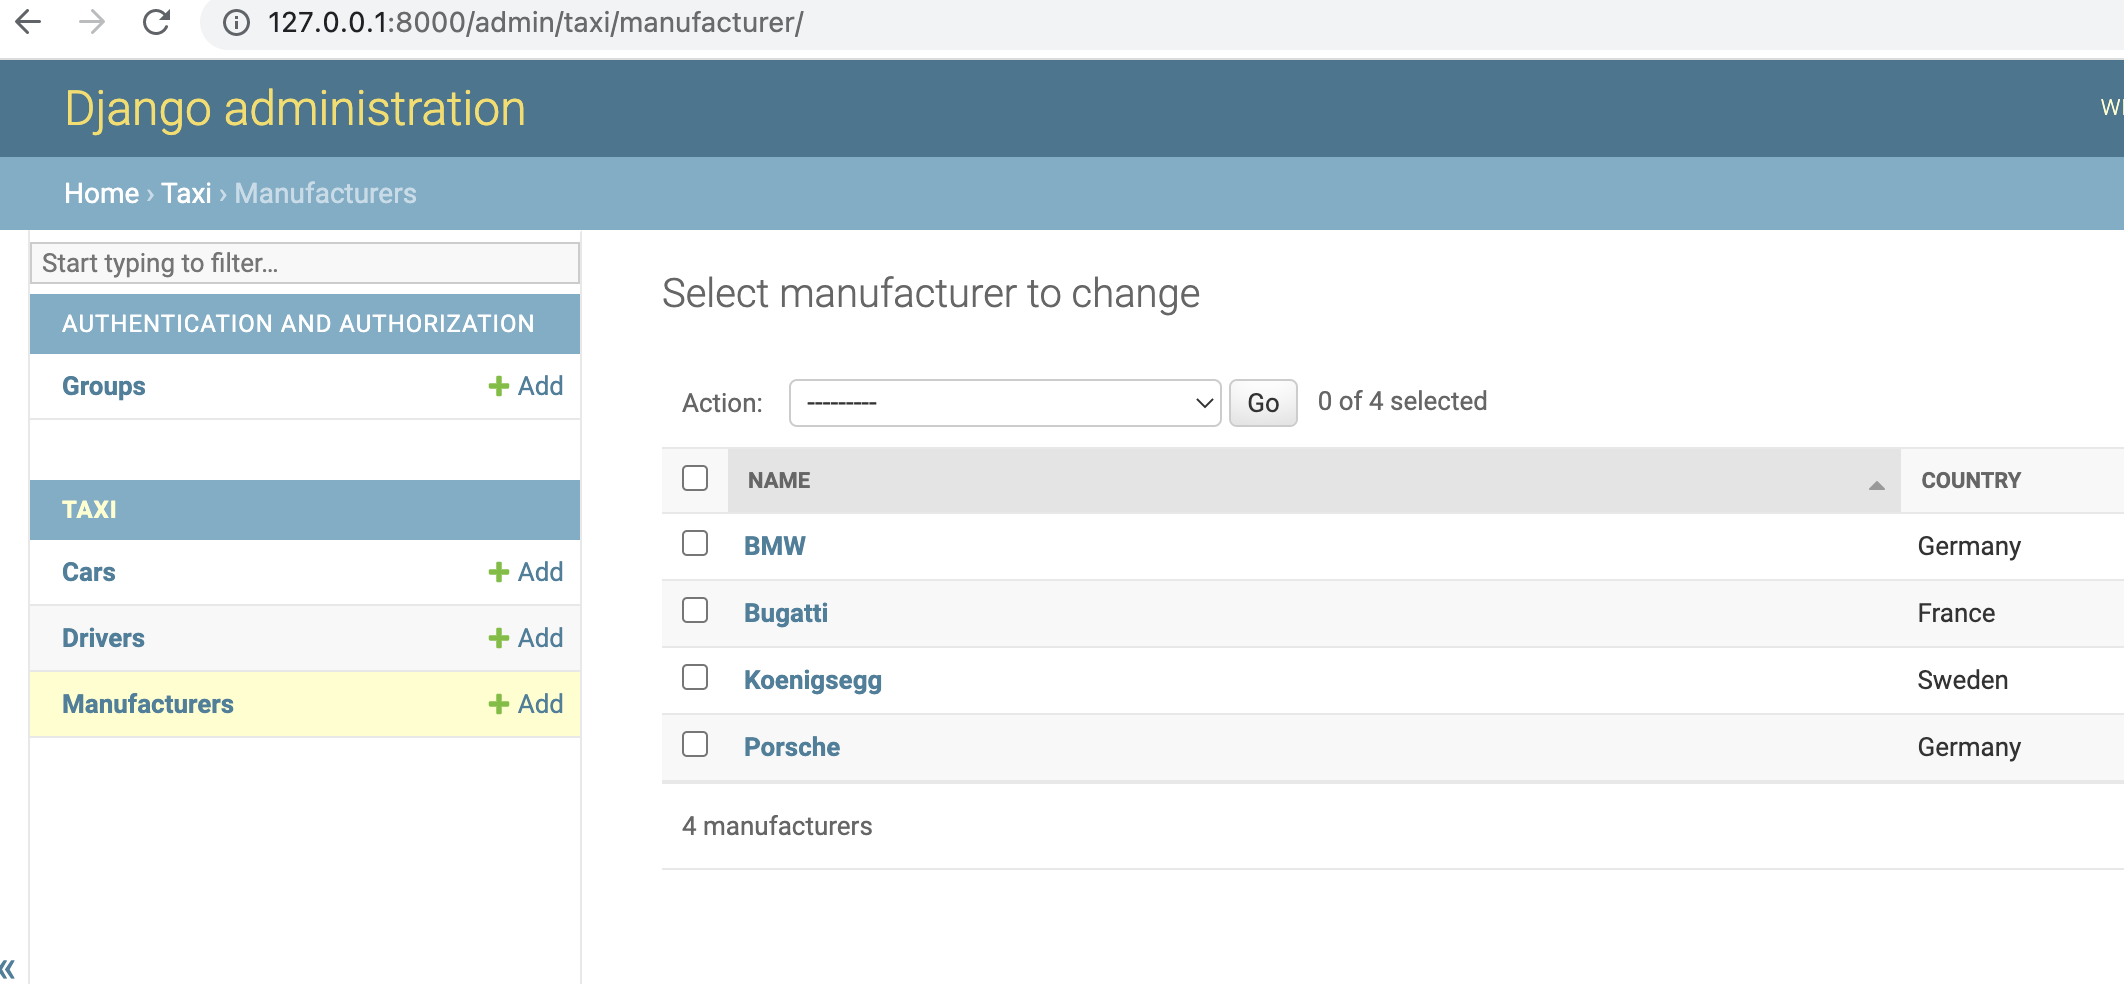 127.0.0.1:8000/admin/taxi/manufacturer/
Django administration
Home › Taxi › Manufacturers
Start typing to filter...
AUTHENTICATION AND AUTHORIZATION
Groups + Add
TAXI
Cars + Add
Drivers + Add
Manufacturers + Add
«
Select manufacturer to change
Action: --------- Go 0 of 4 selected
NAME COUNTRY
BMW Germany
Bugatti France
Koenigsegg Sweden
Porsche Germany
4 manufacturers